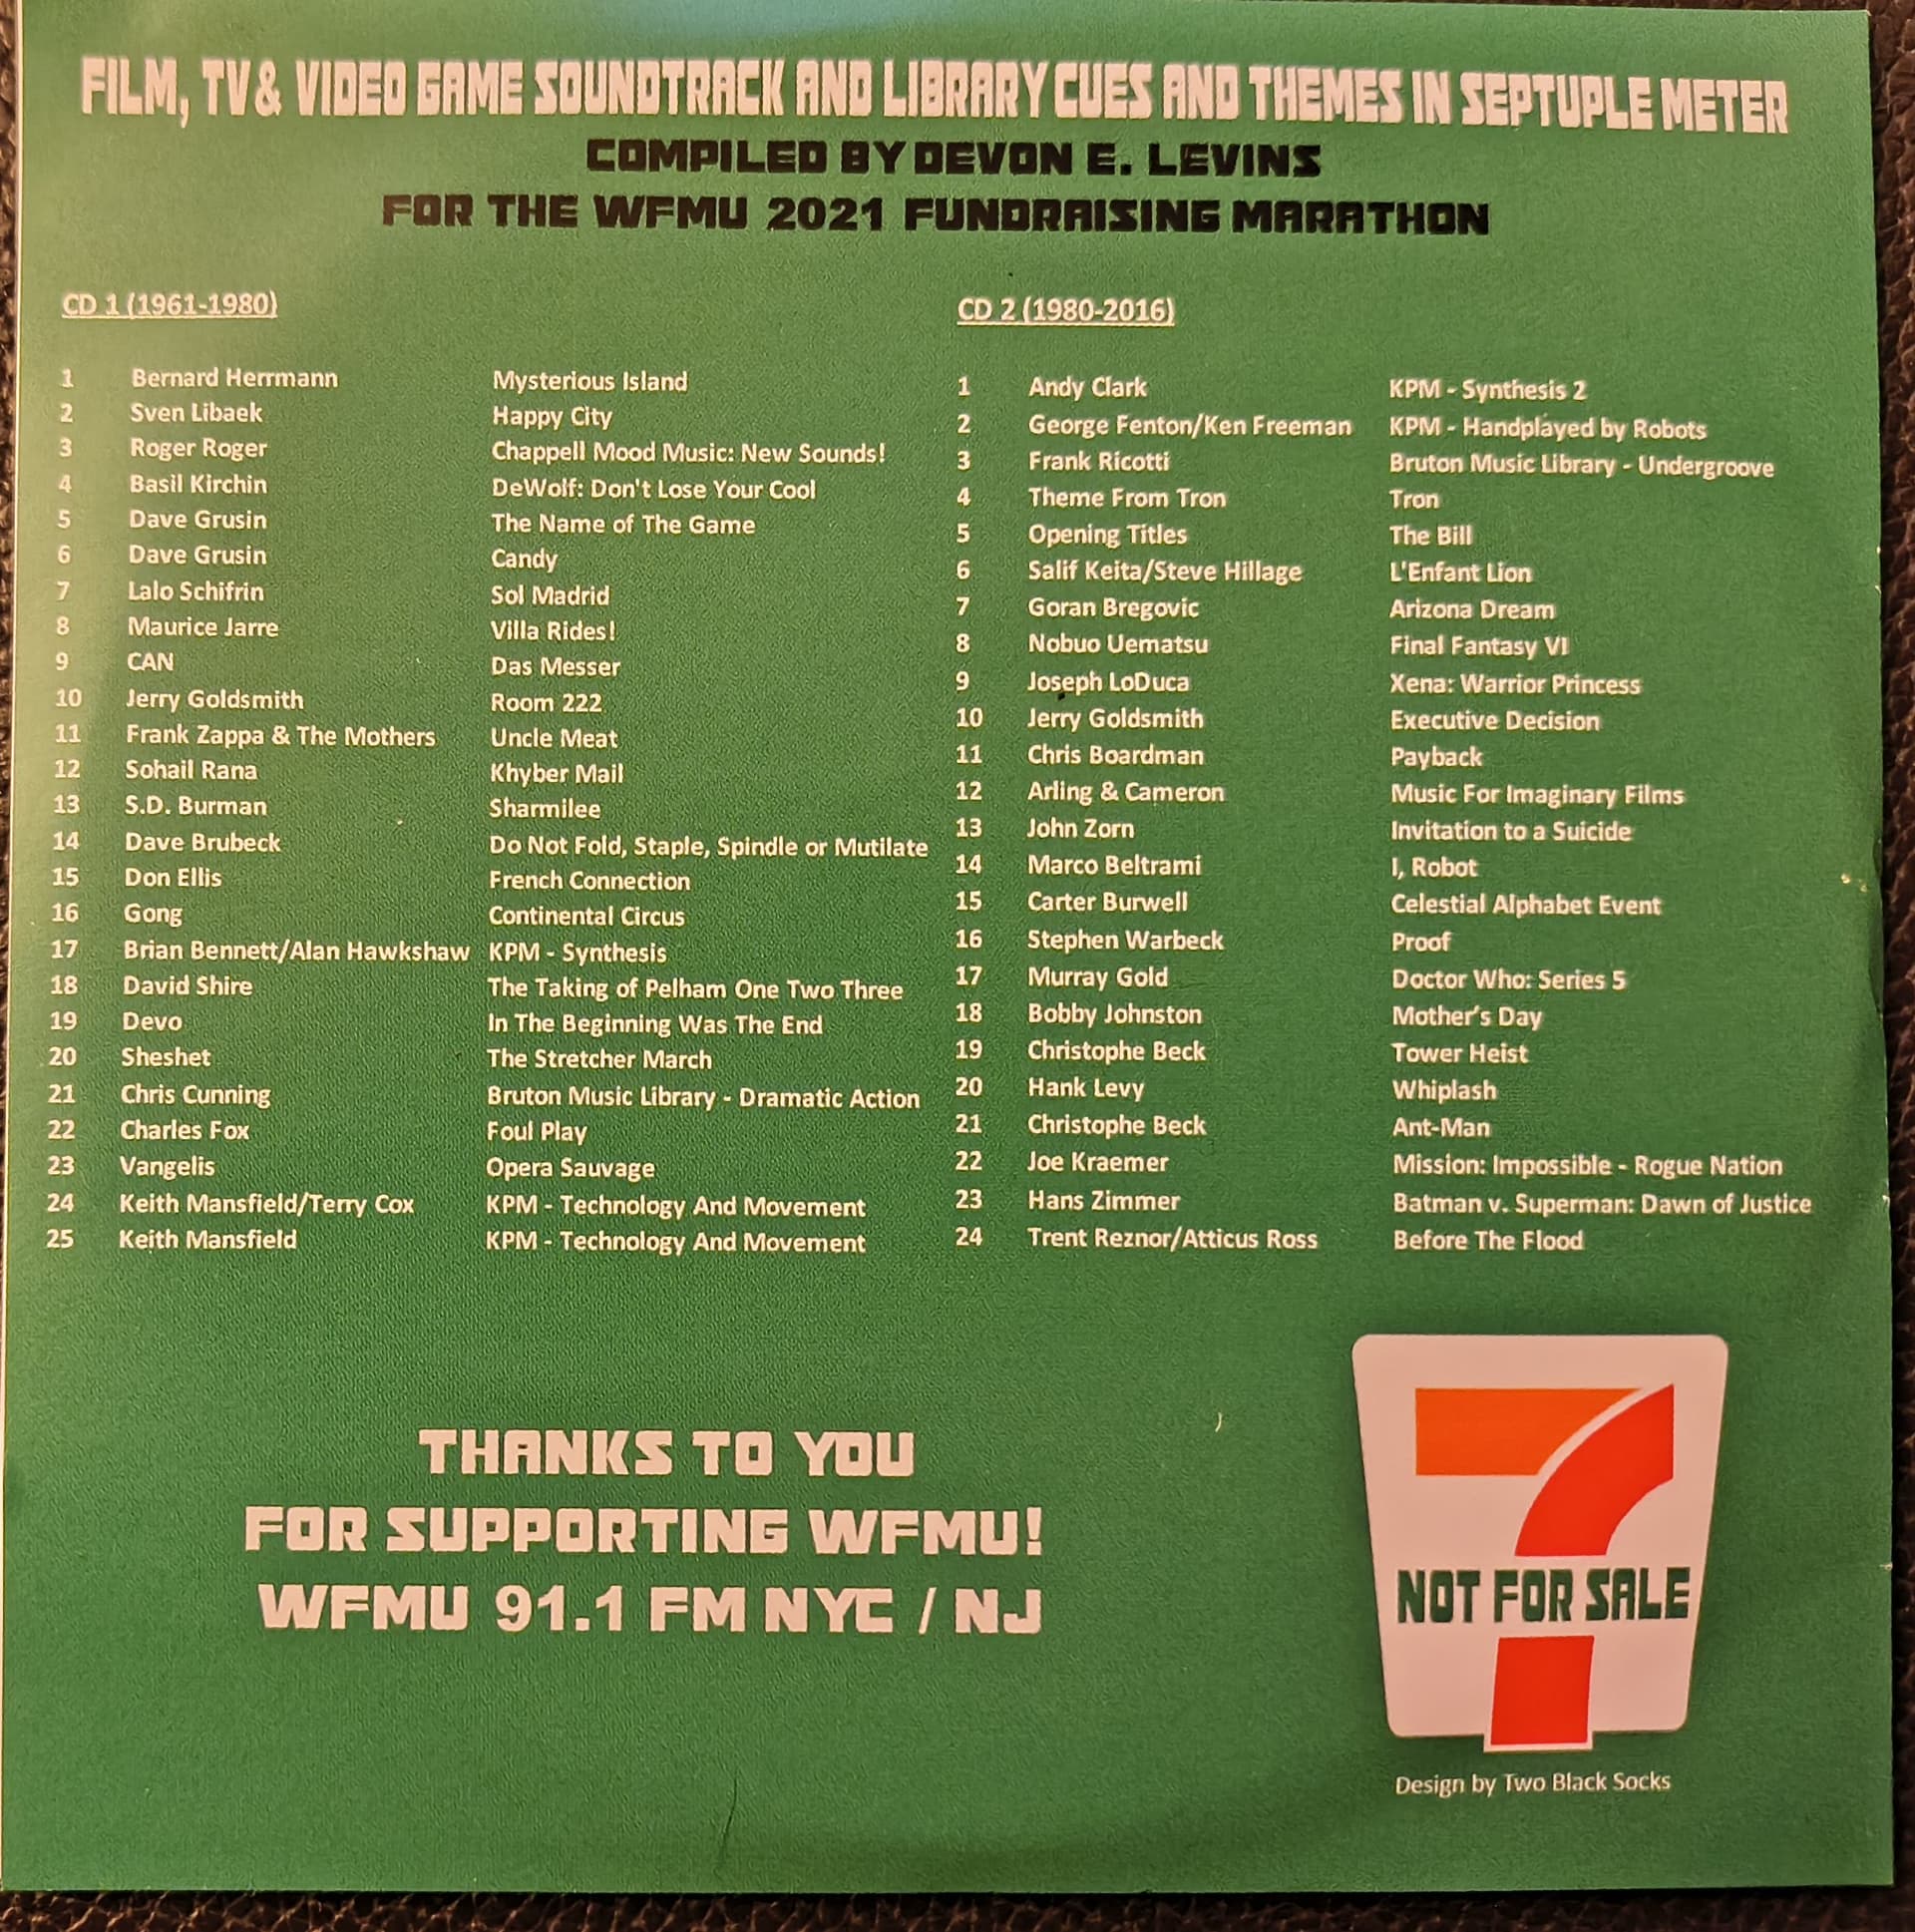 FILM, TV & VIDEO GAME SOUNDTRACK AND LIBRARY CUES AND THEMES IN SEPTUPLE METER
COMPILED BY DEVON E. LEVINS
FOR THE WFMU 2021 FUNDRAISING MARATHON
CD 1 (1961-1980)
1 Bernard Herrmann Mysterious Island
2 Sven Libaek Happy City
3 Roger Roger Chappell Mood Music: New Sounds!
4 Basil Kirchin DeWolf: Don't Lose Your Cool
5 Dave Grusin The Name of The Game
6 Dave Grusin Candy
7 Lalo Schifrin Sol Madrid
8 Maurice Jarre Villa Rides!
9 CAN Das Messer
10 Jerry Goldsmith Room 222
11 Frank Zappa & The Mothers Uncle Meat
12 Sohail Rana Khyber Mail
13 S.D. Burman Sharmilee
14 Dave Brubeck Do Not Fold, Staple, Spindle or Mutilate
15 Don Ellis French Connection
16 Gong Continental Circus
17 Brian Bennett/Alan Hawkshaw KPM - Synthesis
18 David Shire The Taking of Pelham One Two Three
19 Devo In The Beginning Was The End
20 Sheshet The Stretcher March
21 Chris Cunning Bruton Music Library - Dramatic Action
22 Charles Fox Foul Play
23 Vangelis Opera Sauvage
24 Keith Mansfield/Terry Cox KPM - Technology And Movement
25 Keith Mansfield KPM - Technology And Movement
CD 2 (1980-2016)
1 Andy Clark KPM - Synthesis 2
2 George Fenton/Ken Freeman KPM - Handplayed by Robots
3 Frank Ricotti Bruton Music Library - Undergroove
4 Theme From Tron Tron
5 Opening Titles The Bill
6 Salif Keita/Steve Hillage L'Enfant Lion
7 Goran Bregovic Arizona Dream
8 Nobuo Uematsu Final Fantasy VI
9 Joseph LoDuca Xena: Warrior Princess
10 Jerry Goldsmith Executive Decision
11 Chris Boardman Payback
12 Arling & Cameron Music For Imaginary Films
13 John Zorn Invitation to a Suicide
14 Marco Beltrami I, Robot
15 Carter Burwell Celestial Alphabet Event
16 Stephen Warbeck Proof
17 Murray Gold Doctor Who: Series 5
18 Bobby Johnston Mother’s Day
19 Christophe Beck Tower Heist
20 Hank Levy Whiplash
21 Christophe Beck Ant-Man
22 Joe Kraemer Mission: Impossible - Rogue Nation
23 Hans Zimmer Batman v. Superman: Dawn of Justice
24 Trent Reznor/Atticus Ross Before The Flood
THANKS TO YOU
FOR SUPPORTING WFMU!
WFMU 91.1 FM NYC / NJ
7
NOT FOR SALE
Design by Two Black Socks